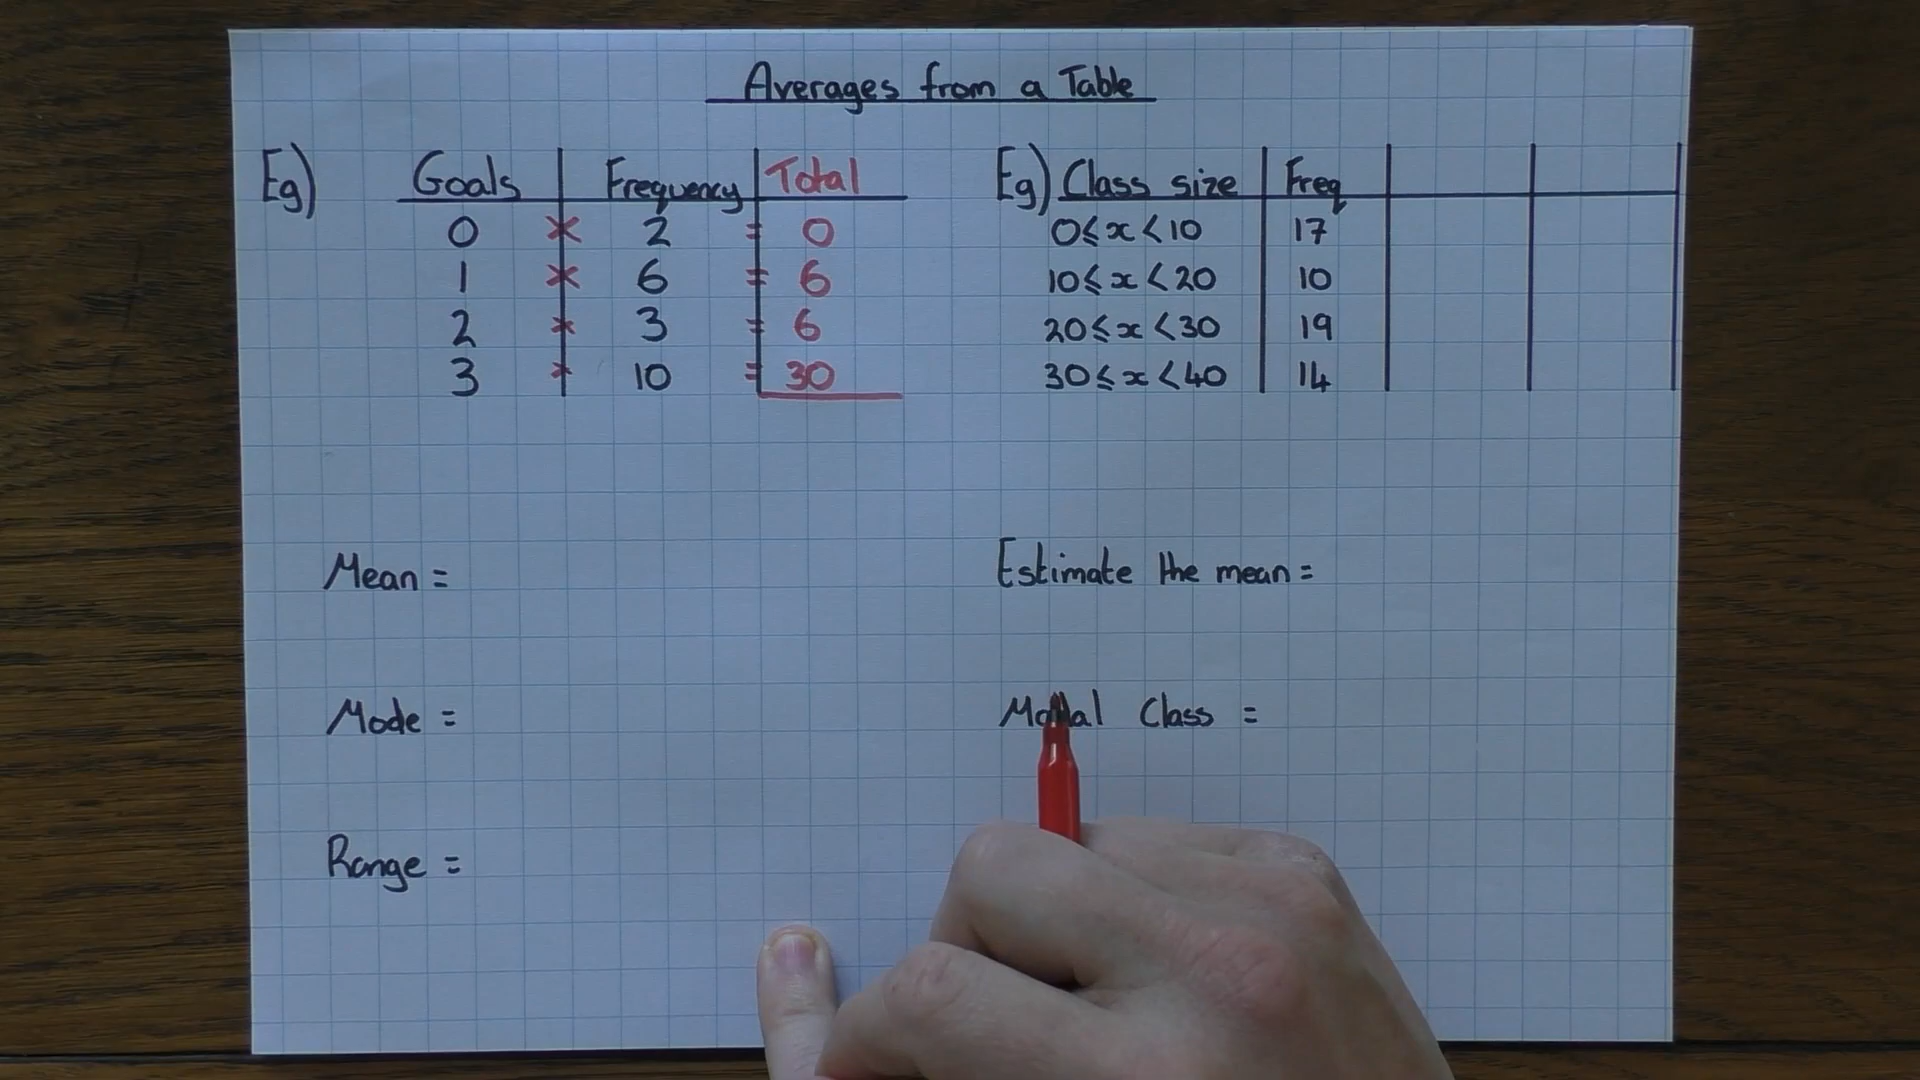 Averages from a Table
Eg) Goals Frequency Total
0 × 2 = 0
1 × 6 = 6
2 × 3 = 6
3 × 10 = 30
Mean =
Mode =
Range =
Eg) Class size Freq
0⩽x<10 17
10⩽x<20 10
20⩽x<30 19
30⩽x<40 14
Estimate the mean=
Modal Class =